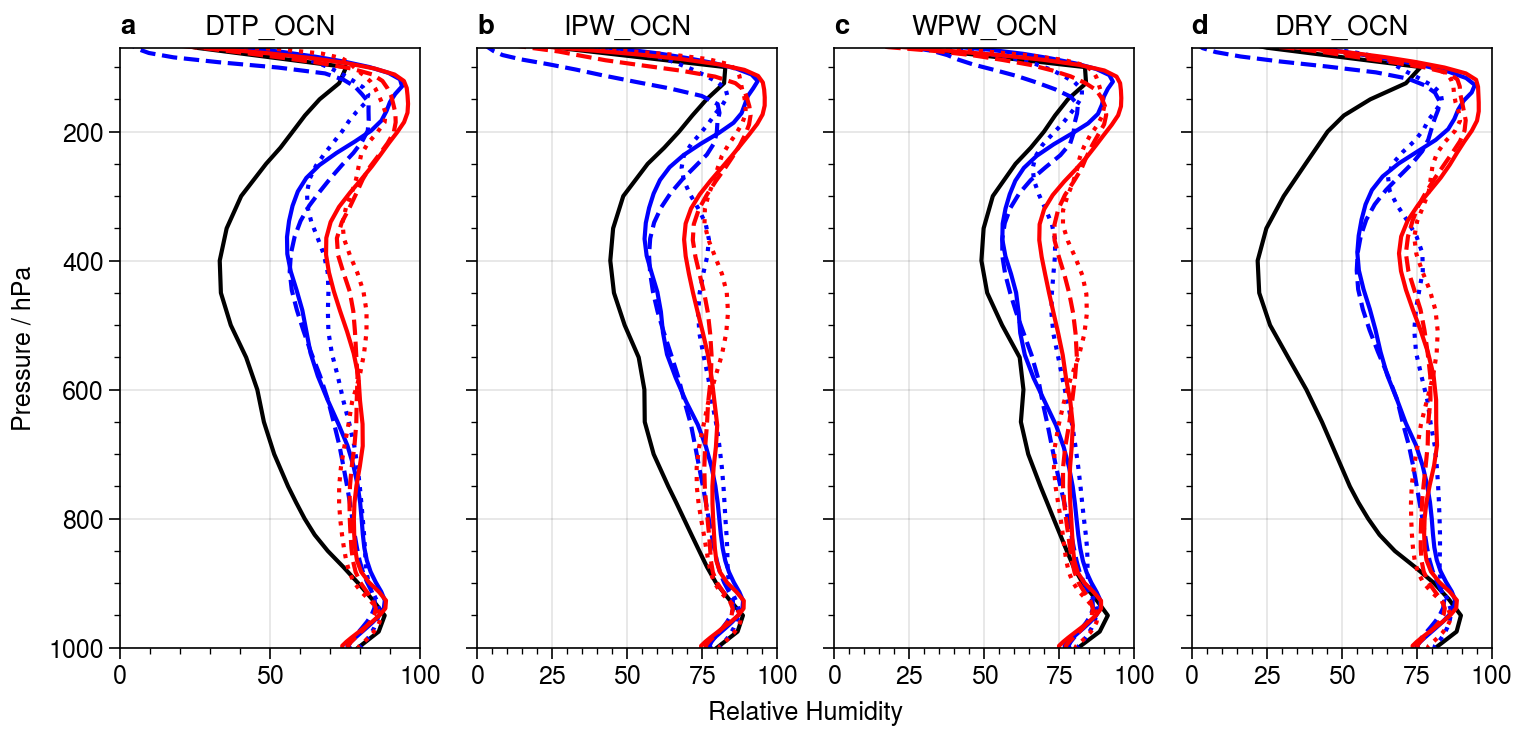 a DTP_OCN
b IPW_OCN
c WPW_OCN
d DRY_OCN
Pressure / hPa
200
400
600
800
1000
0 50 100
0 25 50 75 100
0 25 50 75 100
0 25 50 75 100
Relative Humidity